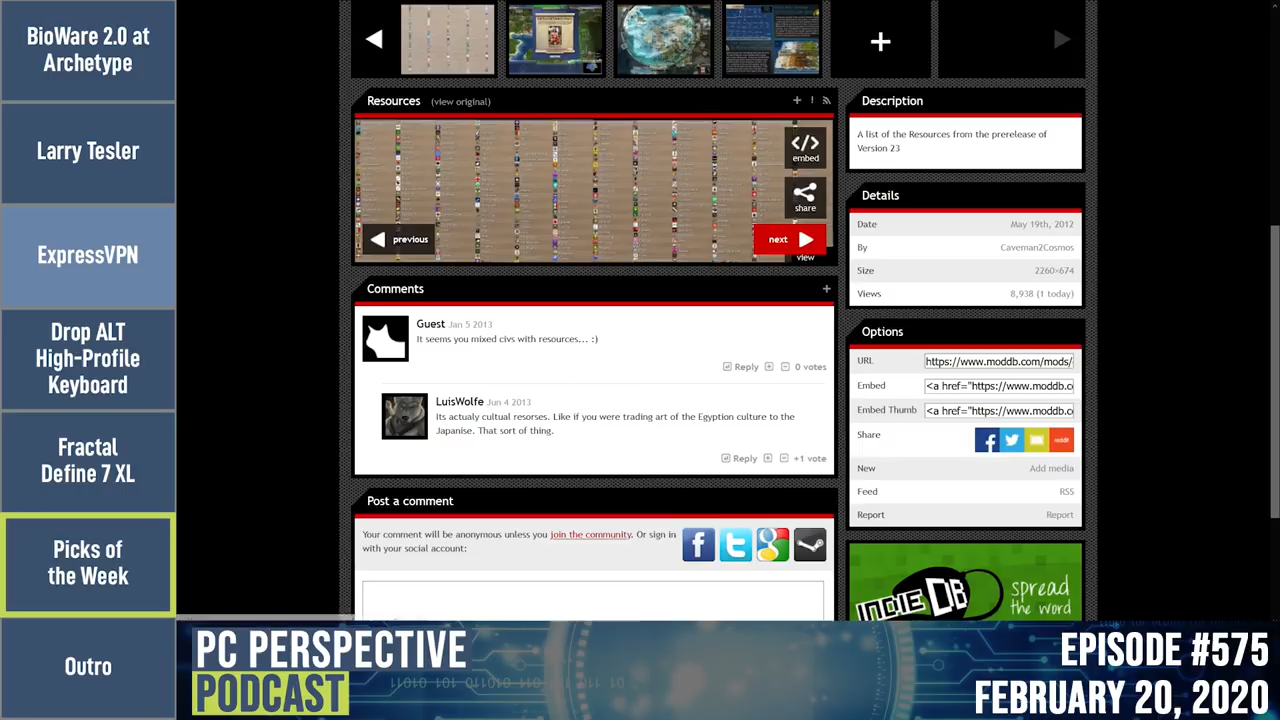 BioWare 2.0 at
Archetype
Larry Tesler
ExpressVPN
Drop ALT
High-Profile
Keyboard
Fractal
Define 7 XL
Picks of
the Week
Outro
Resources (view original)
embed
share
previous
next
view
Comments
Guest Jan 5 2013
It seems you mixed civs with resources... :)
Reply 0 votes
LuisWolfe Jun 4 2013
Its actualy cultual resorses. Like if you were trading art of the Egyption culture to the
Japanise. That sort of thing.
Reply +1 vote
Post a comment
Your comment will be anonymous unless you join the community. Or sign in
with your social account:
Description
A list of the Resources from the prerelease of
Version 23
Details
Date May 19th, 2012
By Caveman2Cosmos
Size 2260×674
Views 8,938 (1 today)
Options
URL https://www.moddb.com/mods/
Embed <a href="https://www.moddb.c
Embed Thumb <a href="https://www.moddb.c
Share reddit
New Add media
Feed RSS
Report Report
INDIE DB
spread
the word
PC PERSPECTIVE
PODCAST
EPISODE #575
FEBRUARY 20, 2020